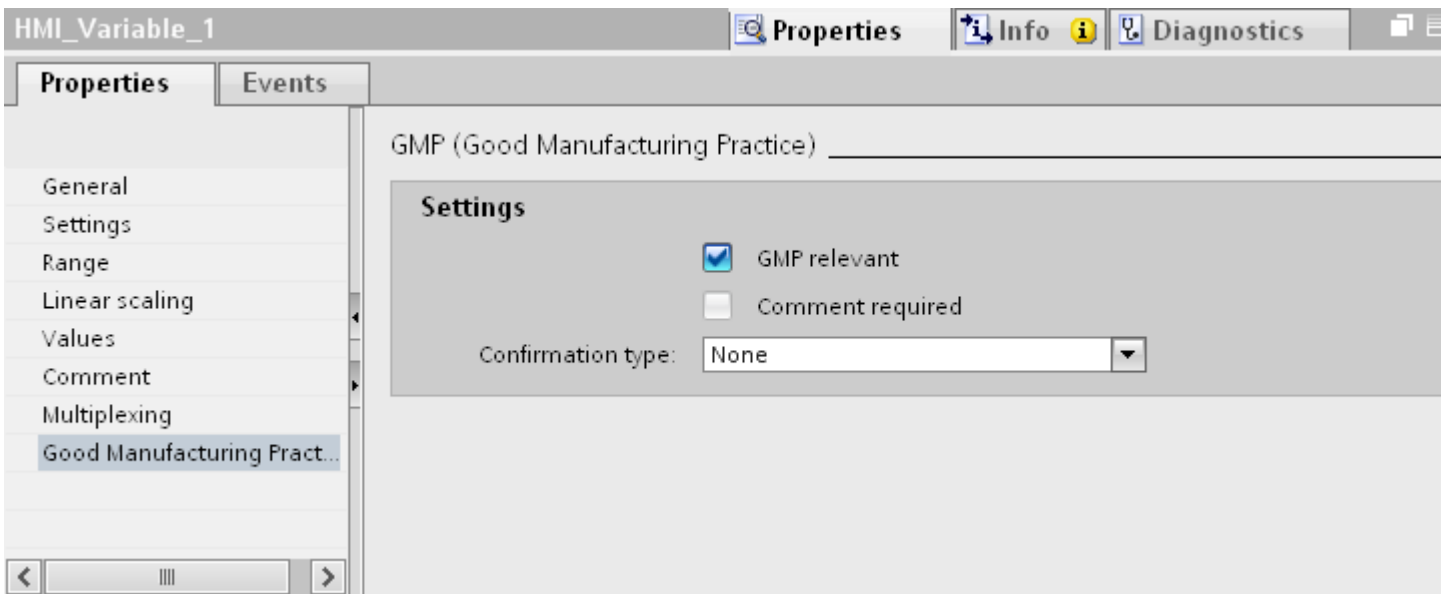 HMI_Variable_1
Properties
Info
Diagnostics
Properties
Events
General
Settings
Range
Linear scaling
Values
Comment
Multiplexing
Good Manufacturing Pract...
GMP (Good Manufacturing Practice)
Settings
GMP relevant
Comment required
Confirmation type: None